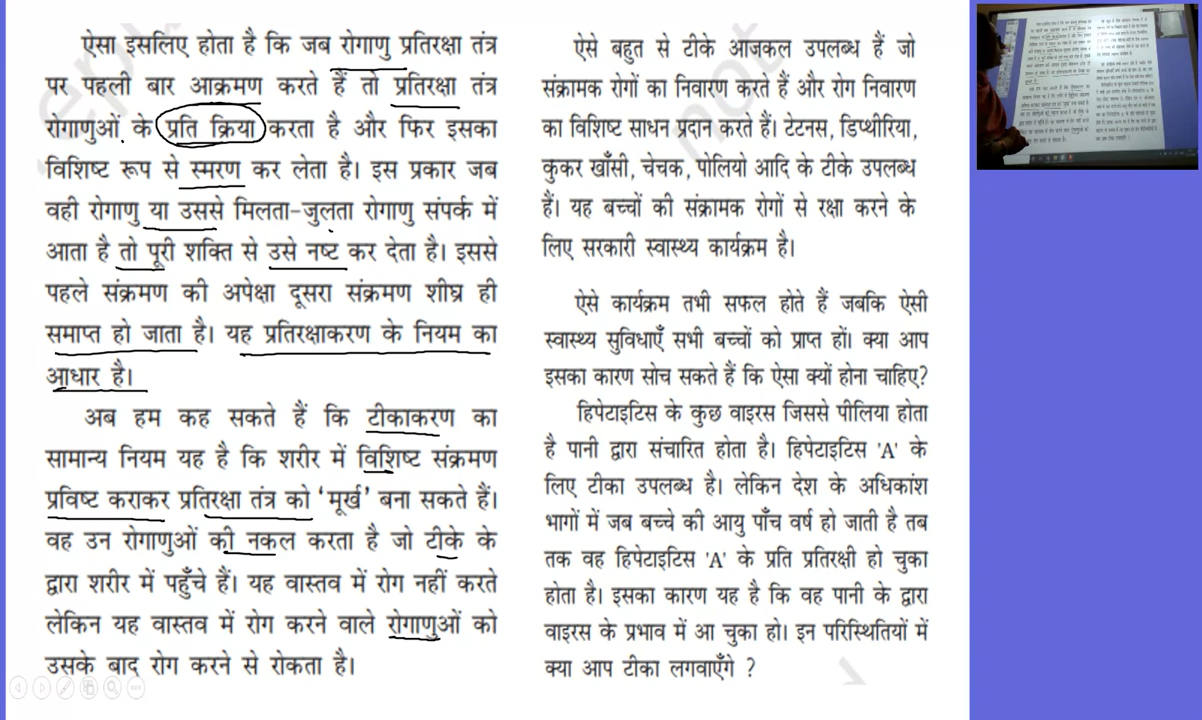 ऐसा इसलिए होता है कि जब रोगाणु प्रतिरक्षा तंत्र
पर पहली बार आक्रमण करते हैं तो प्रतिरक्षा तंत्र
रोगाणुओं के प्रति क्रिया करता है और फिर इसका
विशिष्ट रूप से स्मरण कर लेता है। इस प्रकार जब
वही रोगाणु या उससे मिलता-जुलता रोगाणु संपर्क में
आता है तो पूरी शक्ति से उसे नष्ट कर देता है। इससे
पहले संक्रमण की अपेक्षा दूसरा संक्रमण शीघ्र ही
समाप्त हो जाता है। यह प्रतिरक्षाकरण के नियम का
आधार है।
अब हम कह सकते हैं कि टीकाकरण का
सामान्य नियम यह है कि शरीर में विशिष्ट संक्रमण
प्रविष्ट कराकर प्रतिरक्षा तंत्र को ‘मूर्ख’ बना सकते हैं।
वह उन रोगाणुओं की नकल करता है जो टीके के
द्वारा शरीर में पहुँचे हैं। यह वास्तव में रोग नहीं करते
लेकिन यह वास्तव में रोग करने वाले रोगाणुओं को
उसके बाद रोग करने से रोकता है।
ऐसे बहुत से टीके आजकल उपलब्ध हैं जो
संक्रामक रोगों का निवारण करते हैं और रोग निवारण
का विशिष्ट साधन प्रदान करते हैं। टेटनस, डिप्थीरिया,
कुकर खाँसी, चेचक, पोलियो आदि के टीके उपलब्ध
हैं। यह बच्चों की संक्रामक रोगों से रक्षा करने के
लिए सरकारी स्वास्थ्य कार्यक्रम है।
ऐसे कार्यक्रम तभी सफल होते हैं जबकि ऐसी
स्वास्थ्य सुविधाएँ सभी बच्चों को प्राप्त हों। क्या आप
इसका कारण सोच सकते हैं कि ऐसा क्यों होना चाहिए?
हिपेटाइटिस के कुछ वाइरस जिससे पीलिया होता
है पानी द्वारा संचारित होता है। हिपेटाइटिस 'A' के
लिए टीका उपलब्ध है। लेकिन देश के अधिकांश
भागों में जब बच्चे की आयु पाँच वर्ष हो जाती है तब
तक वह हिपेटाइटिस 'A' के प्रति प्रतिरक्षी हो चुका
होता है। इसका कारण यह है कि वह पानी के द्वारा
वाइरस के प्रभाव में आ चुका हो। इन परिस्थितियों में
क्या आप टीका लगवाएँगे ?
not